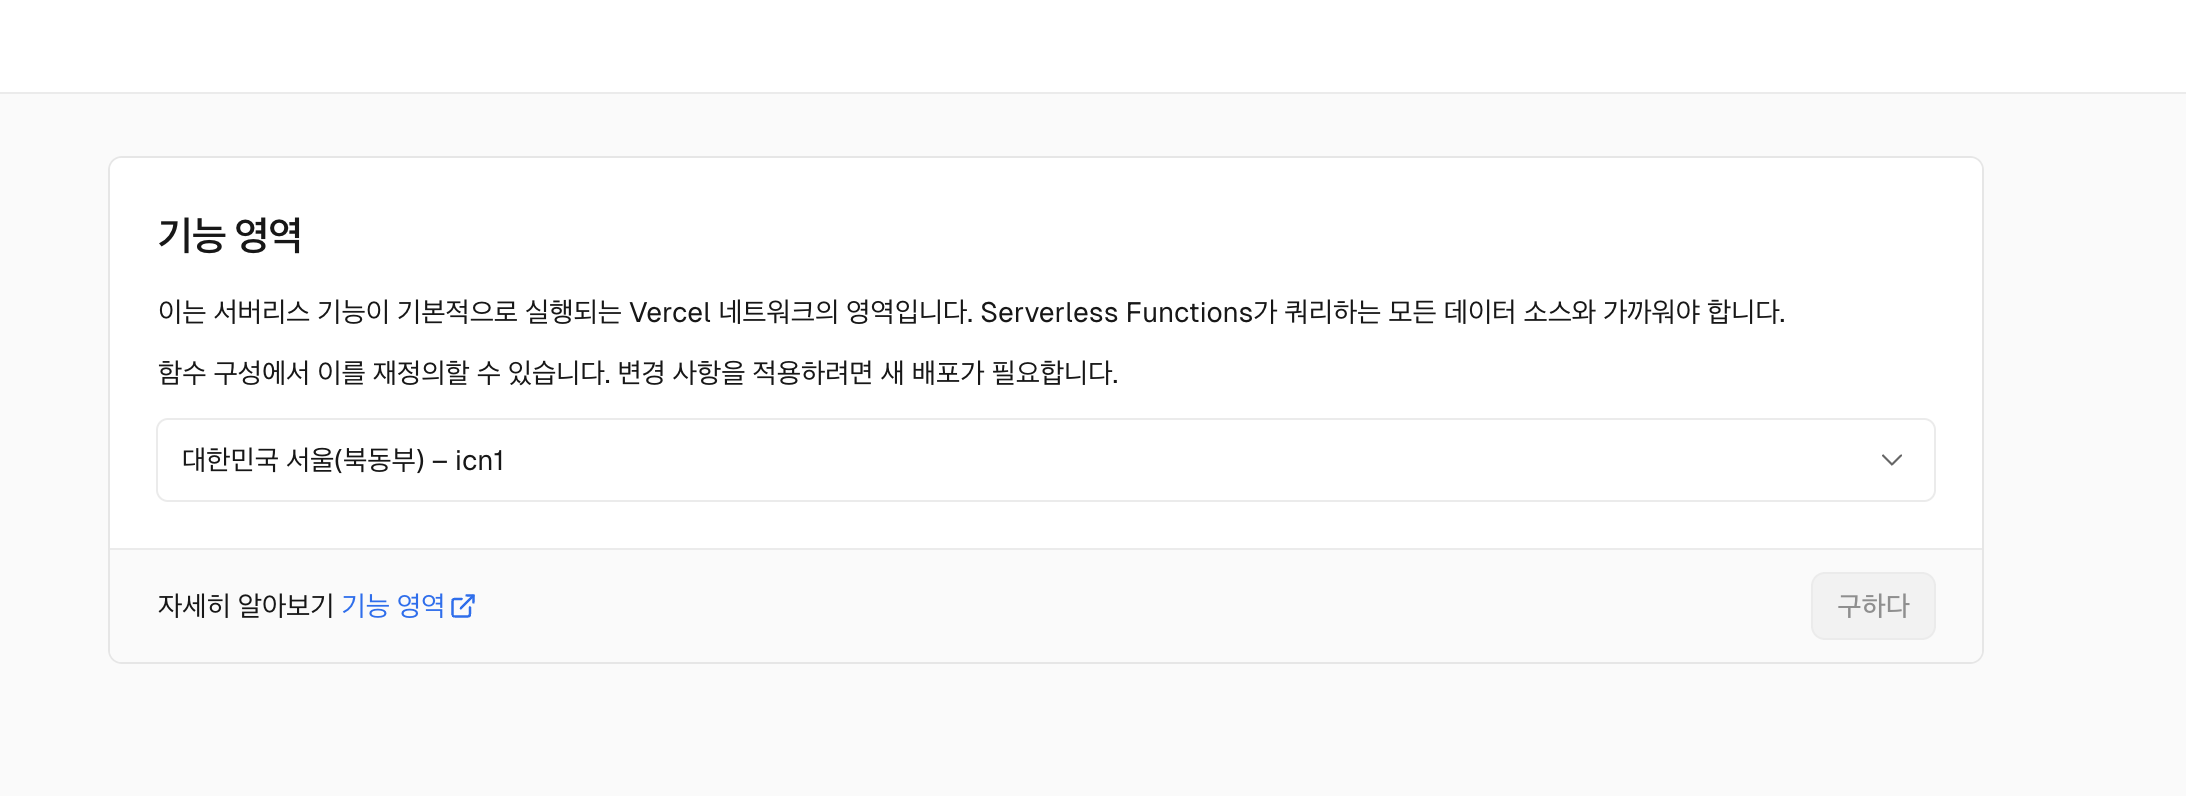 기능 영역
이는 서버리스 기능이 기본적으로 실행되는 Vercel 네트워크의 영역입니다. Serverless Functions가 쿼리하는 모든 데이터 소스와 가까워야 합니다.
함수 구성에서 이를 재정의할 수 있습니다. 변경 사항을 적용하려면 새 배포가 필요합니다.
대한민국 서울(북동부) – icn1
자세히 알아보기 기능 영역
구하다